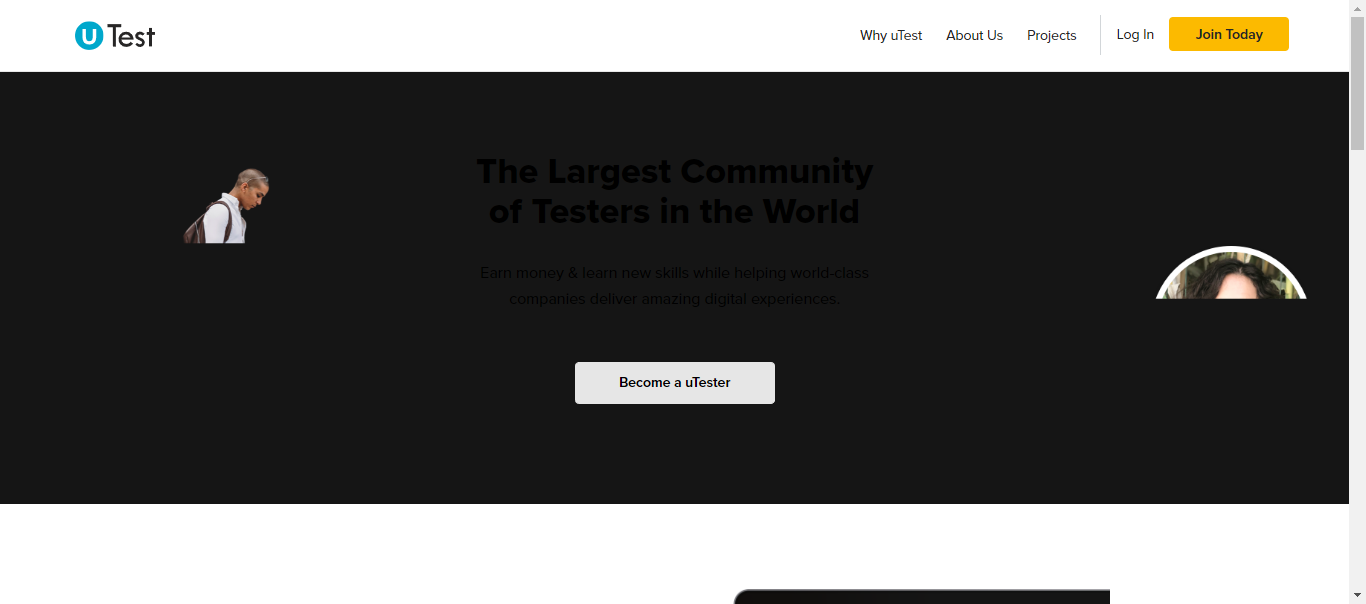 uTest
Why uTest
About Us
Projects
Log In
Join Today
The Largest Community
of Testers in the World
Earn money & learn new skills while helping world-class
companies deliver amazing digital experiences.
Become a uTester